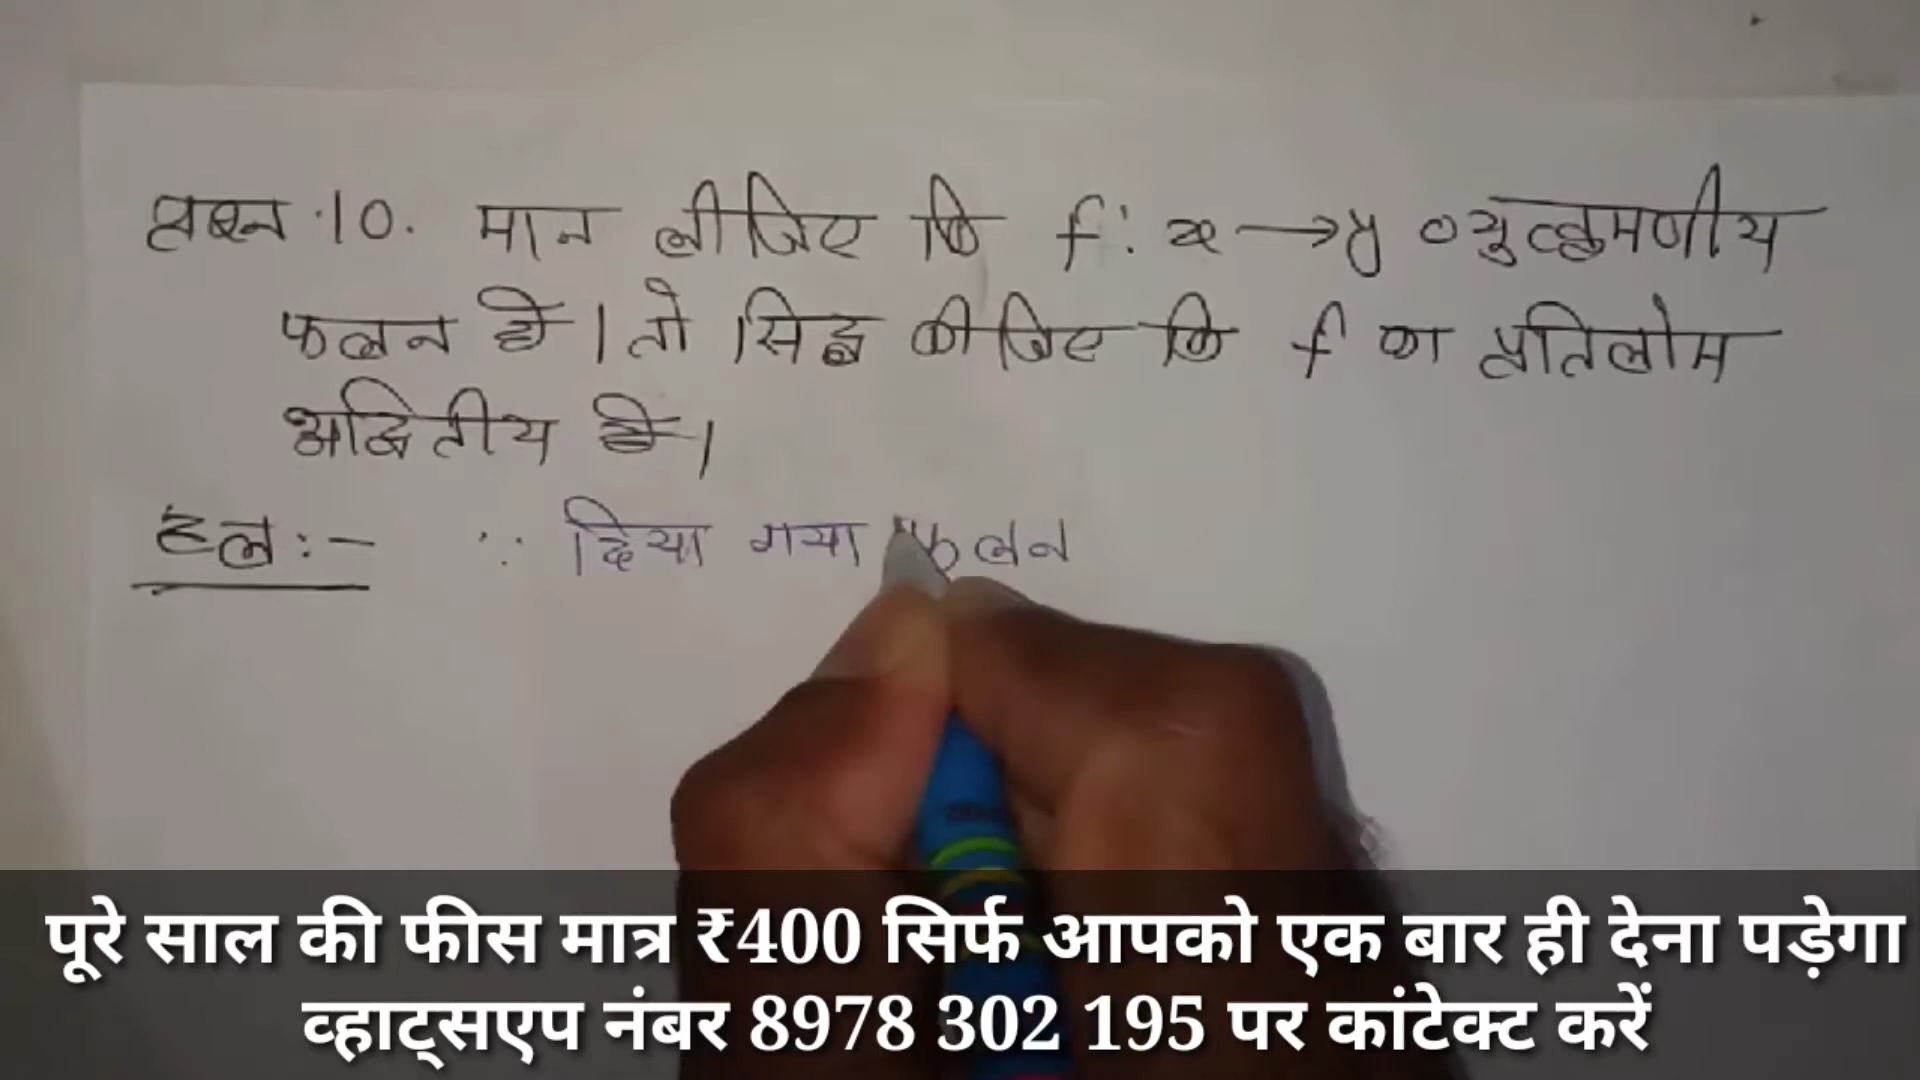 प्रश्न 10. मान लीजिए कि f: x → y व्युत्क्रमणीय
फलन है। तो सिद्ध कीजिए कि f का प्रतिलोम
अद्वितीय है।
हल:- ∵ दिया गया फलन
पूरे साल की फीस मात्र ₹400 सिर्फ आपको एक बार ही देना पड़ेगा
व्हाट्सएप नंबर 8978 302 195 पर कांटेक्ट करें